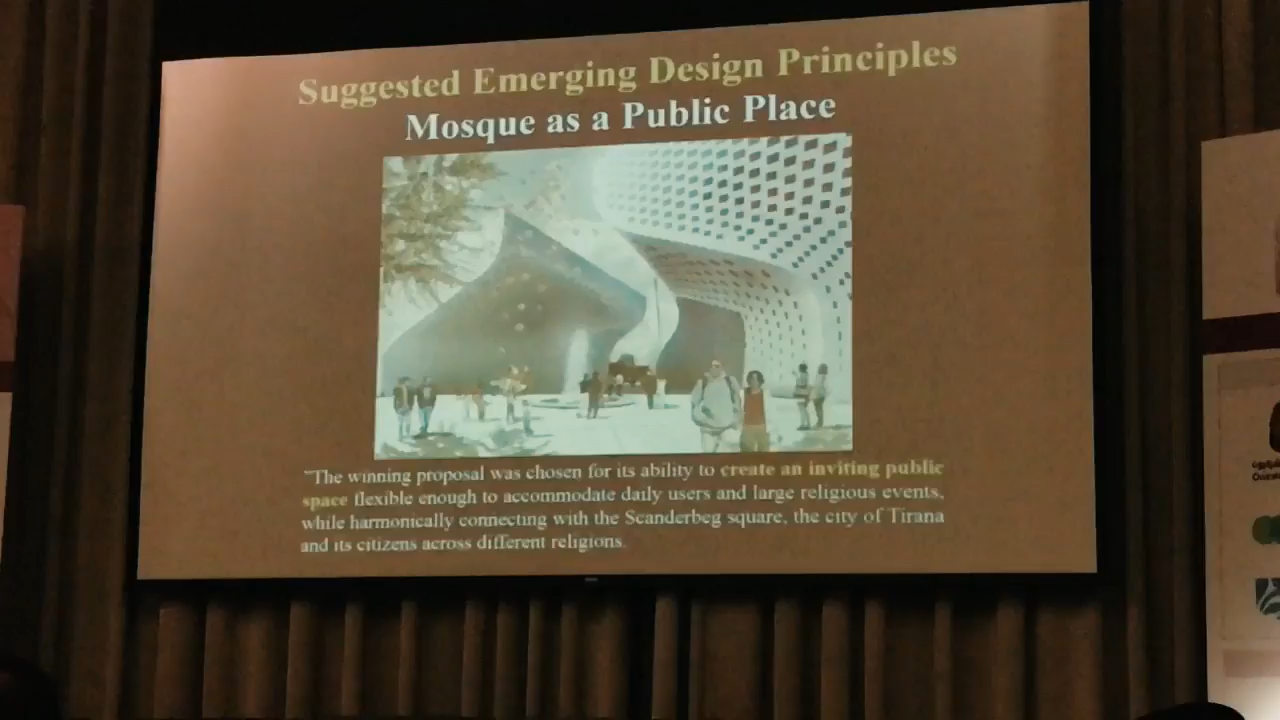 Suggested Emerging Design Principles
Mosque as a Public Place
"The winning proposal was chosen for its ability to create an inviting public
space flexible enough to accommodate daily users and large religious events,
while harmonically connecting with the Scanderbeg square, the city of Tirana
and its citizens across different religions.